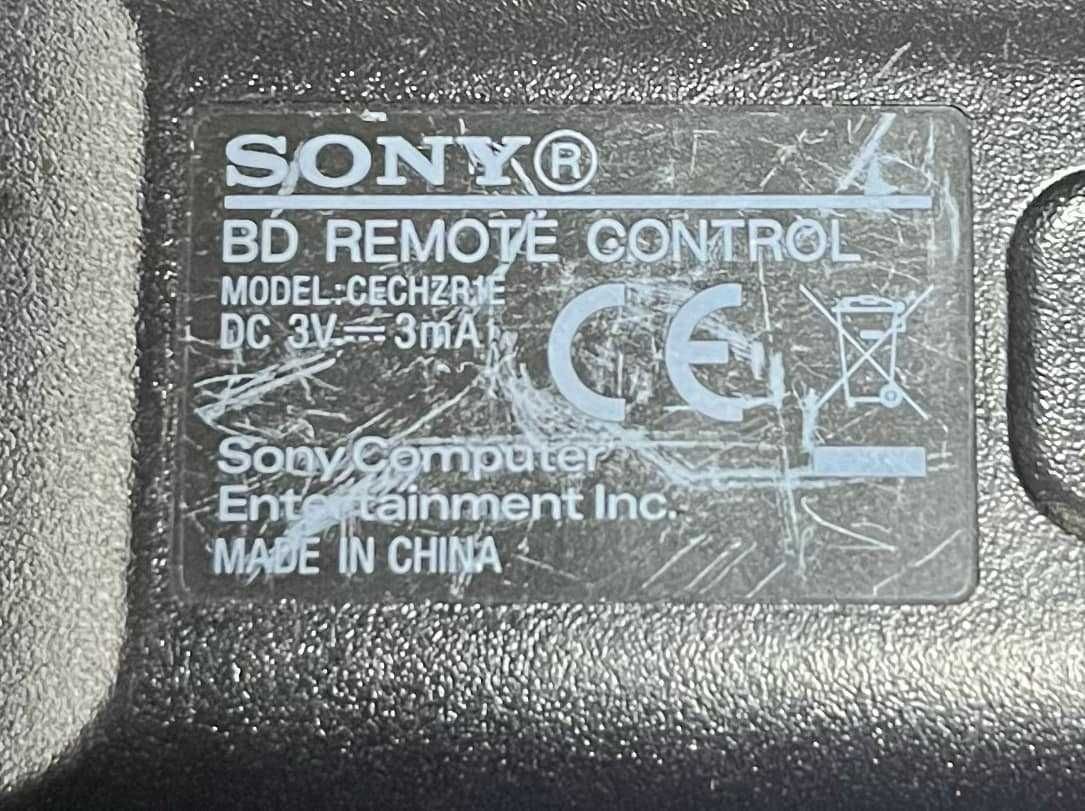 SONY®
BD REMOTE CONTROL
MODEL:CECHZR1E
DC 3V⎓3mA
CE
Sony Computer
Entertainment Inc.
MADE IN CHINA